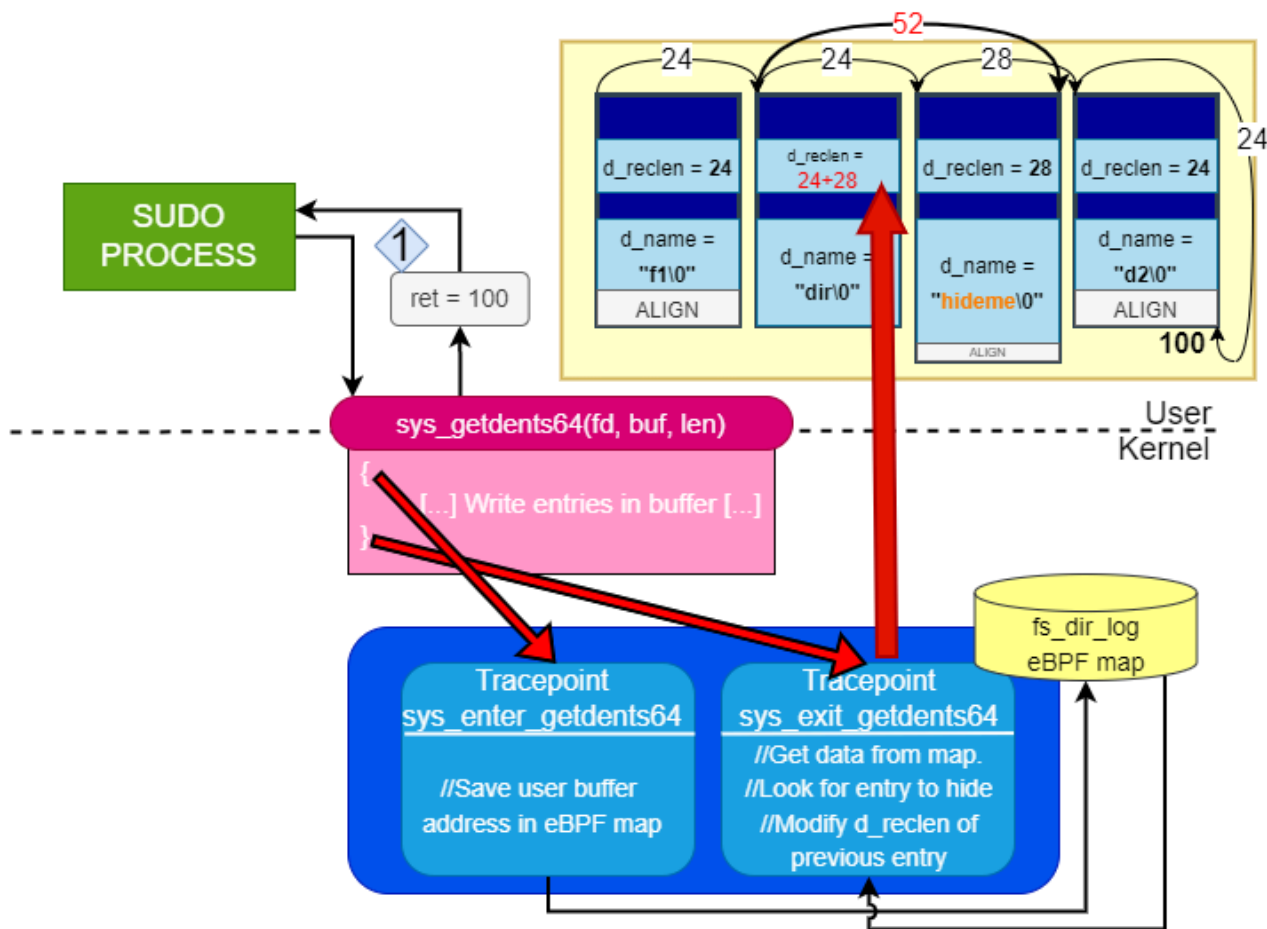 52
24
24
28
24
d_reclen = 24
d_reclen =
24+28
d_reclen = 28
d_reclen = 24
d_name =
"f1\0"
ALIGN
d_name =
"dir\0"
d_name =
"hideme\0"
ALIGN
d_name =
"d2\0"
ALIGN
100
SUDO
PROCESS
1
ret = 100
sys_getdents64(fd, buf, len)
User
Kernel
{
[...] Write entries in buffer [...]
}
fs_dir_log
eBPF map
Tracepoint
sys_enter_getdents64
//Save user buffer
address in eBPF map
Tracepoint
sys_exit_getdents64
//Get data from map.
//Look for entry to hide
//Modify d_reclen of
previous entry